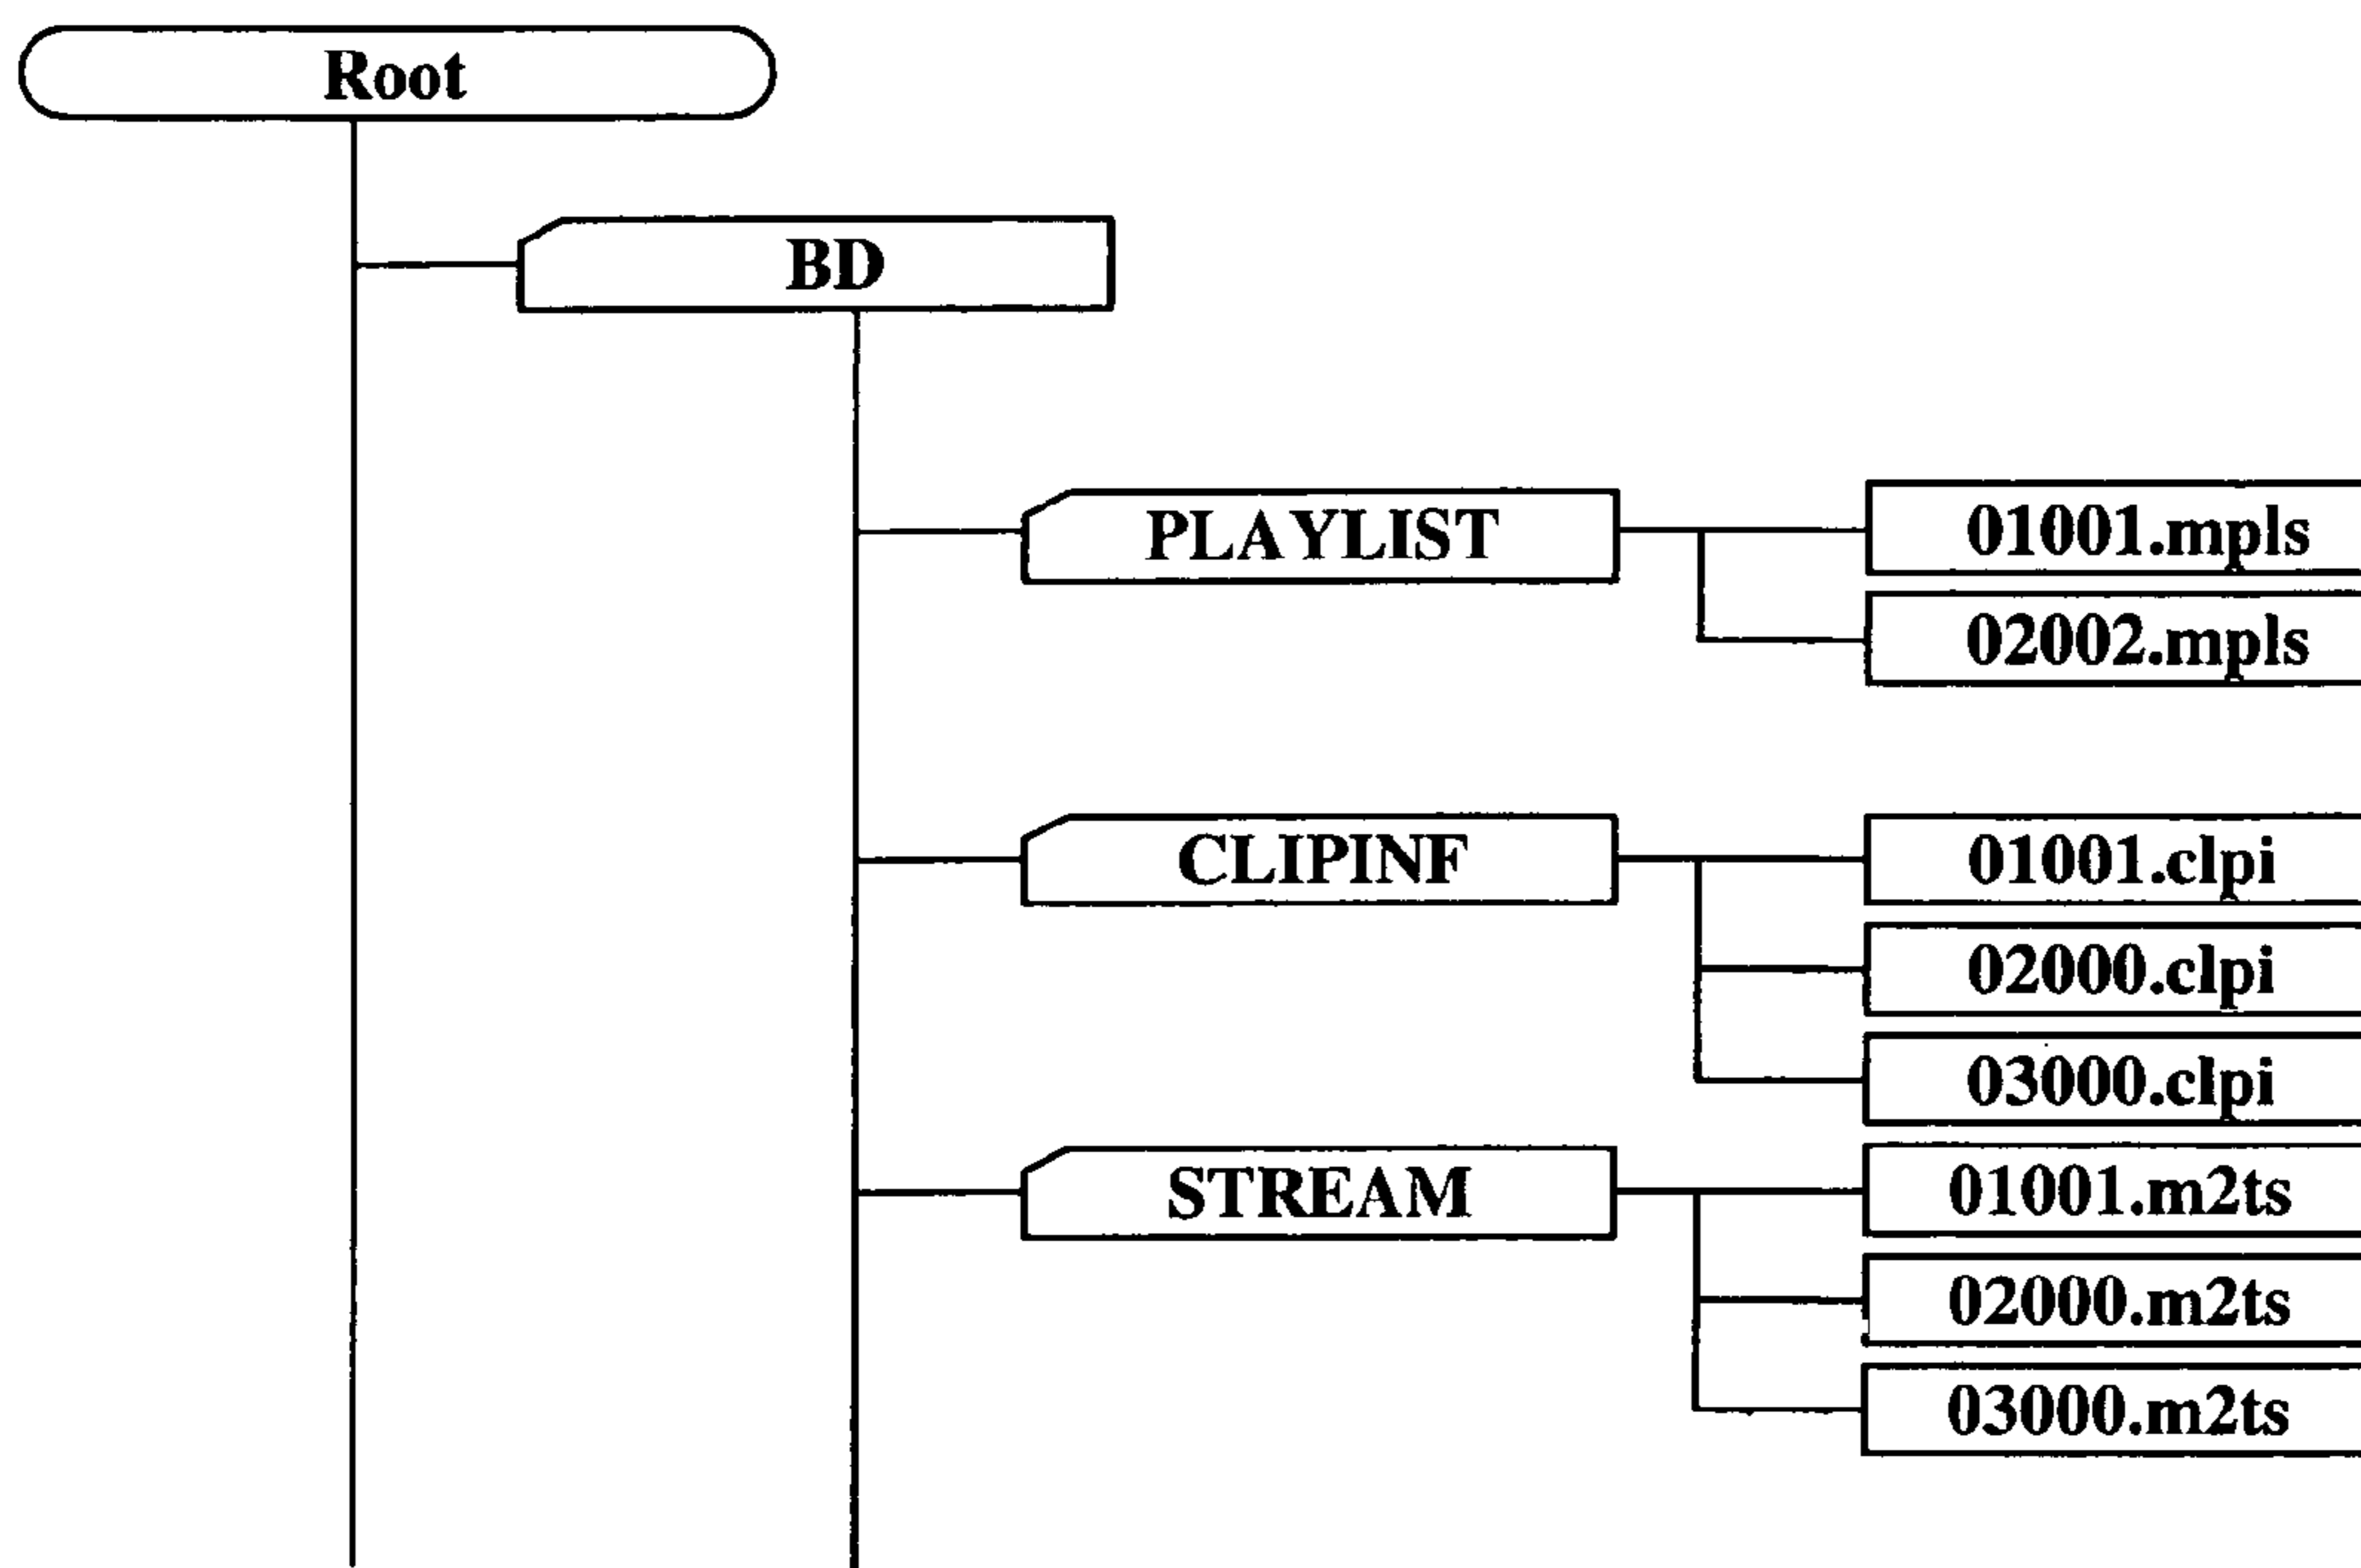 Root
BD
PLAYLIST
01001.mpls
02002.mpls
CLIPINF
01001.clpi
02000.clpi
03000.clpi
STREAM
01001.m2ts
02000.m2ts
03000.m2ts